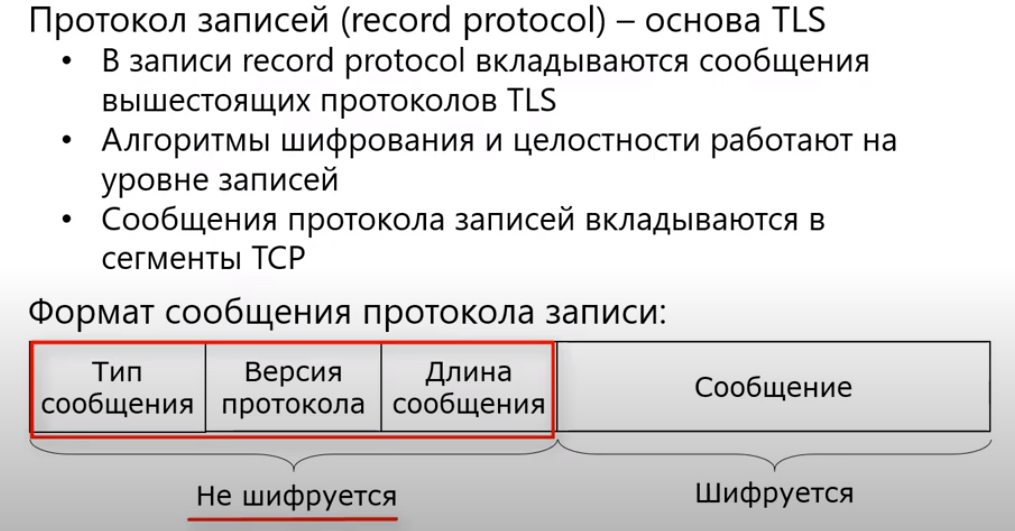 Протокол записей (record protocol) – основа TLS
• В записи record protocol вкладываются сообщения
вышестоящих протоколов TLS
• Алгоритмы шифрования и целостности работают на
уровне записей
• Сообщения протокола записей вкладываются в
сегменты TCP
Формат сообщения протокола записи:
Тип
сообщения
Версия
протокола
Длина
сообщения
Сообщение
Не шифруется
Шифруется